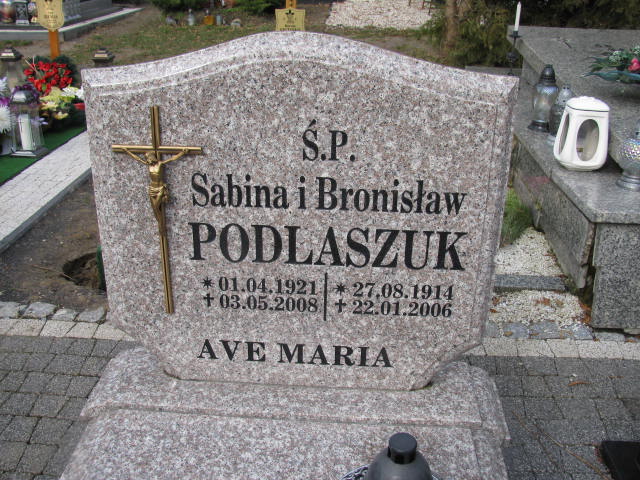 Ś.P.
Sabina i Bronisław
PODLASZUK
* 01.04.1921 * 27.08.1914
✝ 03.05.2008 ✝ 22.01.2006
AVE MARIA